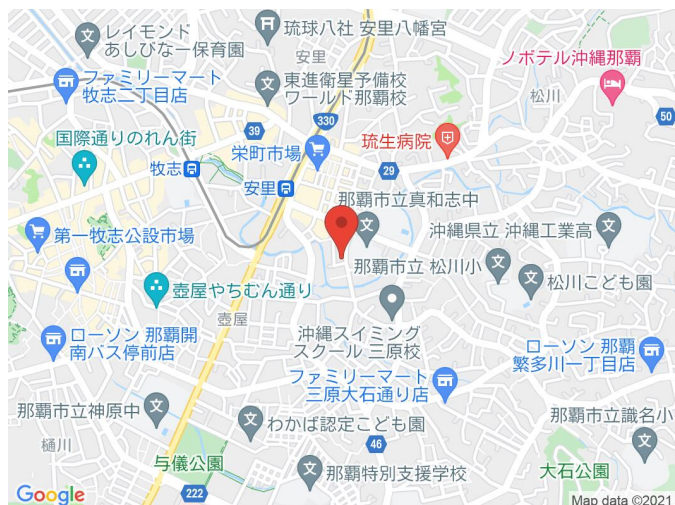 レイモンド
あしびなー保育園
琉球八社 安里八幡宮
安里
ファミリーマート
牧志二丁目店
東進衛星予備校
ワールド那覇校
ノボテル沖縄那覇
松川
330
50
39
国際通りのれん街
栄町市場
琉生病院
29
牧志
安里
那覇市立真和志中
第一牧志公設市場
沖縄県立 沖縄工業高
那覇市立 松川小
松川こども園
壺屋やちむん通り
壺屋
沖縄スイミング
スクール 三原校
ローソン 那覇開
南バス停前店
ローソン 那覇
繁多川一丁目店
ファミリーマート
三原大石通り店
那覇市立神原中
わかば認定こども園
那覇市立識名小
樋川
46
与儀公園
那覇特別支援学校
大石公園
222
Google
Map data ©2021